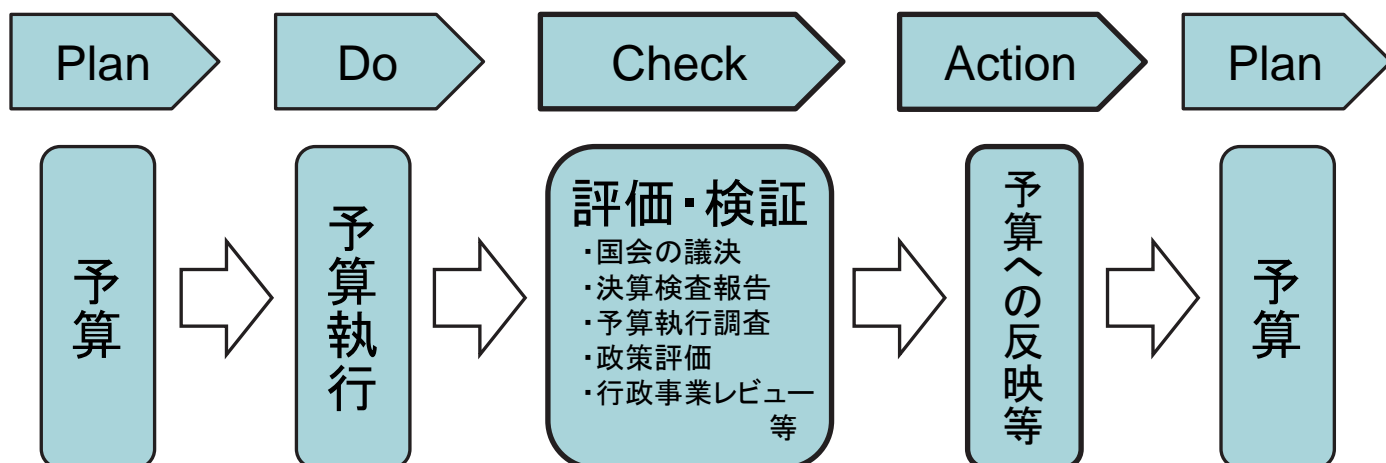 Plan
Do
Check
Action
Plan
予算
予算執行
評価・検証
・国会の議決
・決算検査報告
・予算執行調査
・政策評価
・行政事業レビュー
等
予算への反映等
予算